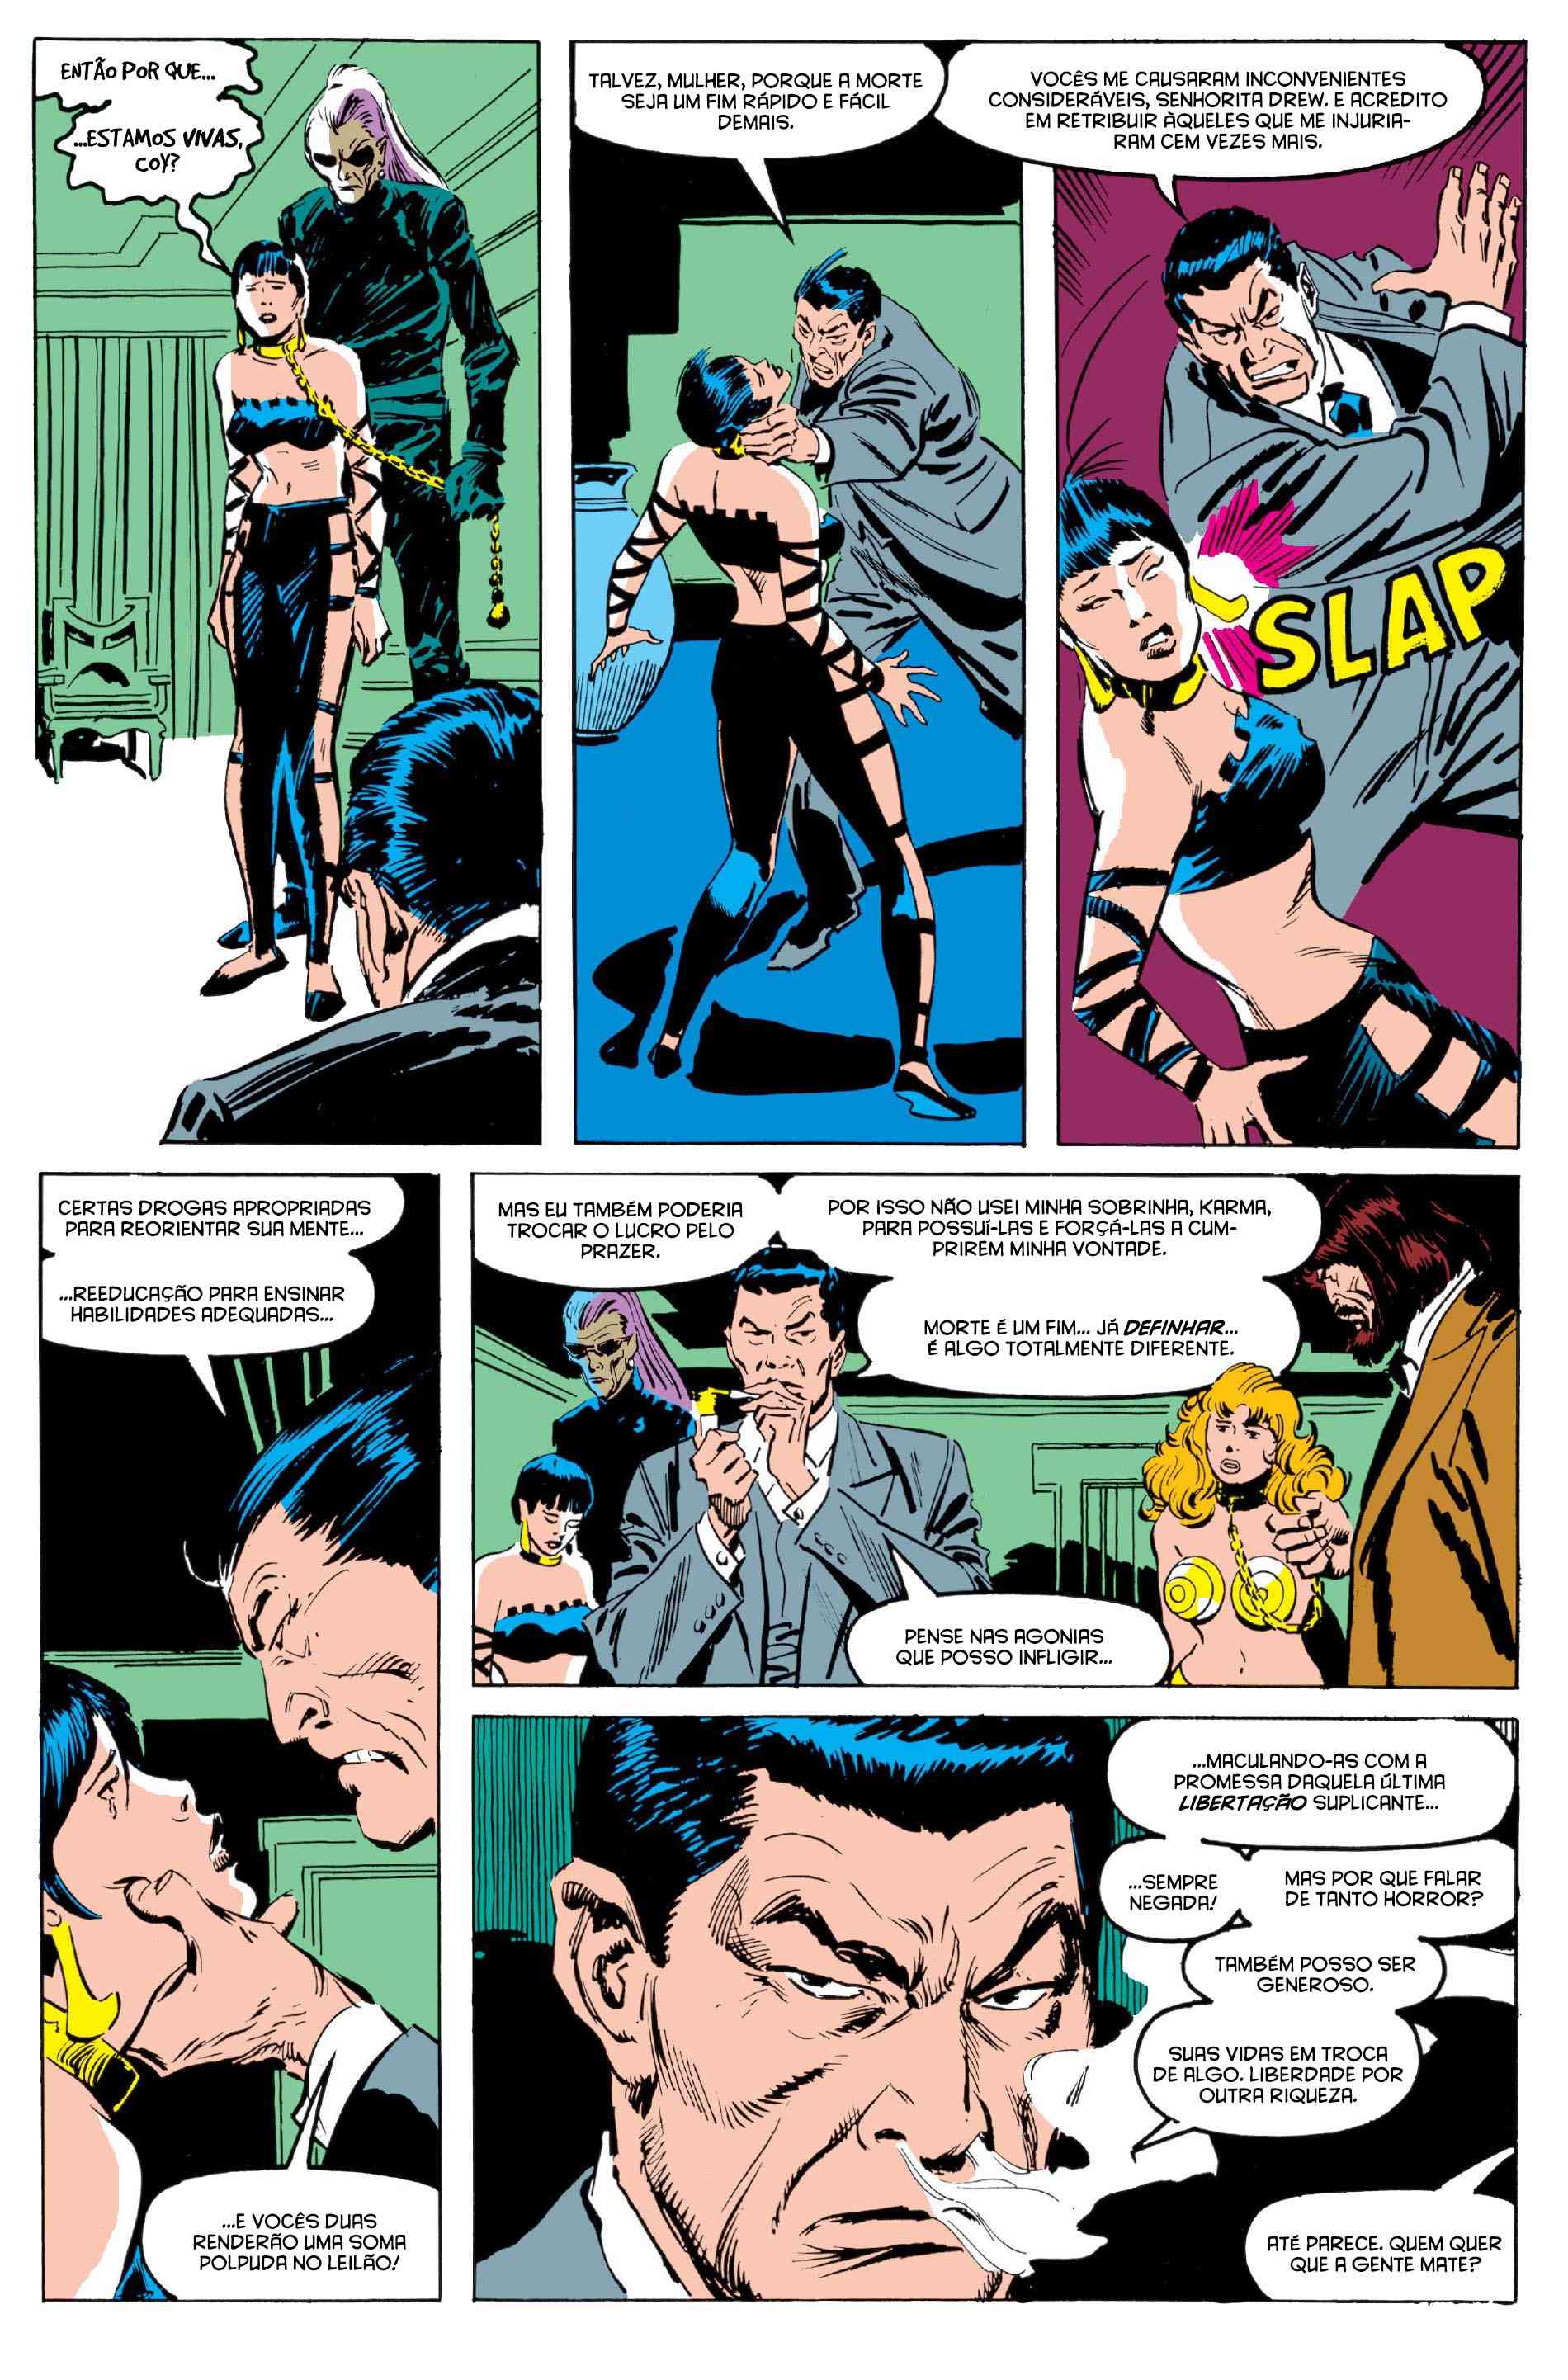 ENTÃO POR QUE...
...ESTAMOS VIVAS,
COY?
TALVEZ, MULHER, PORQUE A MORTE
SEJA UM FIM RÁPIDO E FÁCIL
DEMAIS.
VOCÊS ME CAUSARAM INCONVENIENTES
CONSIDERÁVEIS, SENHORITA DREW. E ACREDITO
EM RETRIBUIR ÀQUELES QUE ME INJURIA-
RAM CEM VEZES MAIS.
SLAP
CERTAS DROGAS APROPRIADAS
PARA REORIENTAR SUA MENTE...
...REEDUCAÇÃO PARA ENSINAR
HABILIDADES ADEQUADAS...
...E VOCÊS DUAS
RENDERÃO UMA SOMA
POLPUDA NO LEILÃO!
MAS EU TAMBÉM PODERIA
TROCAR O LUCRO PELO
PRAZER.
POR ISSO NÃO USEI MINHA SOBRINHA, KARMA,
PARA POSSUÍ-LAS E FORÇÁ-LAS A CUM-
PRIREM MINHA VONTADE.
MORTE É UM FIM... JÁ DEFINHAR...
É ALGO TOTALMENTE DIFERENTE.
PENSE NAS AGONIAS
QUE POSSO INFLIGIR...
...MACULANDO-AS COM A
PROMESSA DAQUELA ÚLTIMA
LIBERTAÇÃO SUPLICANTE...
...SEMPRE
NEGADA!
MAS POR QUE FALAR
DE TANTO HORROR?
TAMBÉM POSSO SER
GENEROSO.
SUAS VIDAS EM TROCA
DE ALGO. LIBERDADE POR
OUTRA RIQUEZA.
ATÉ PARECE. QUEM QUER
QUE A GENTE MATE?